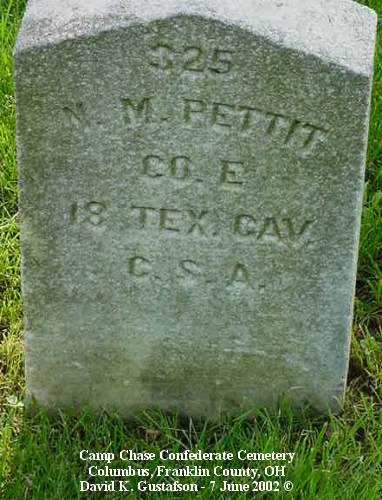 325
N. M. PETTIT
CO. E
18 TEX. CAV.
C. S. A.
Camp Chase Confederate Cemetery
Columbus, Franklin County, OH
David K. Gustafson - 7 June 2002 ©